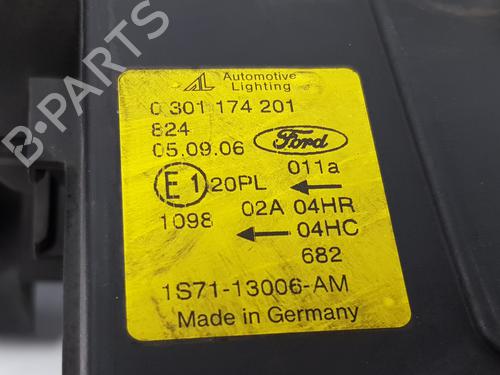 Automotive
Lighting
0 301 174 201
824
05.09.06
Ford
011a
E1 20PL ←
1098 02A 04HR
← 04HC
682
1S71-13006-AM
Made in Germany